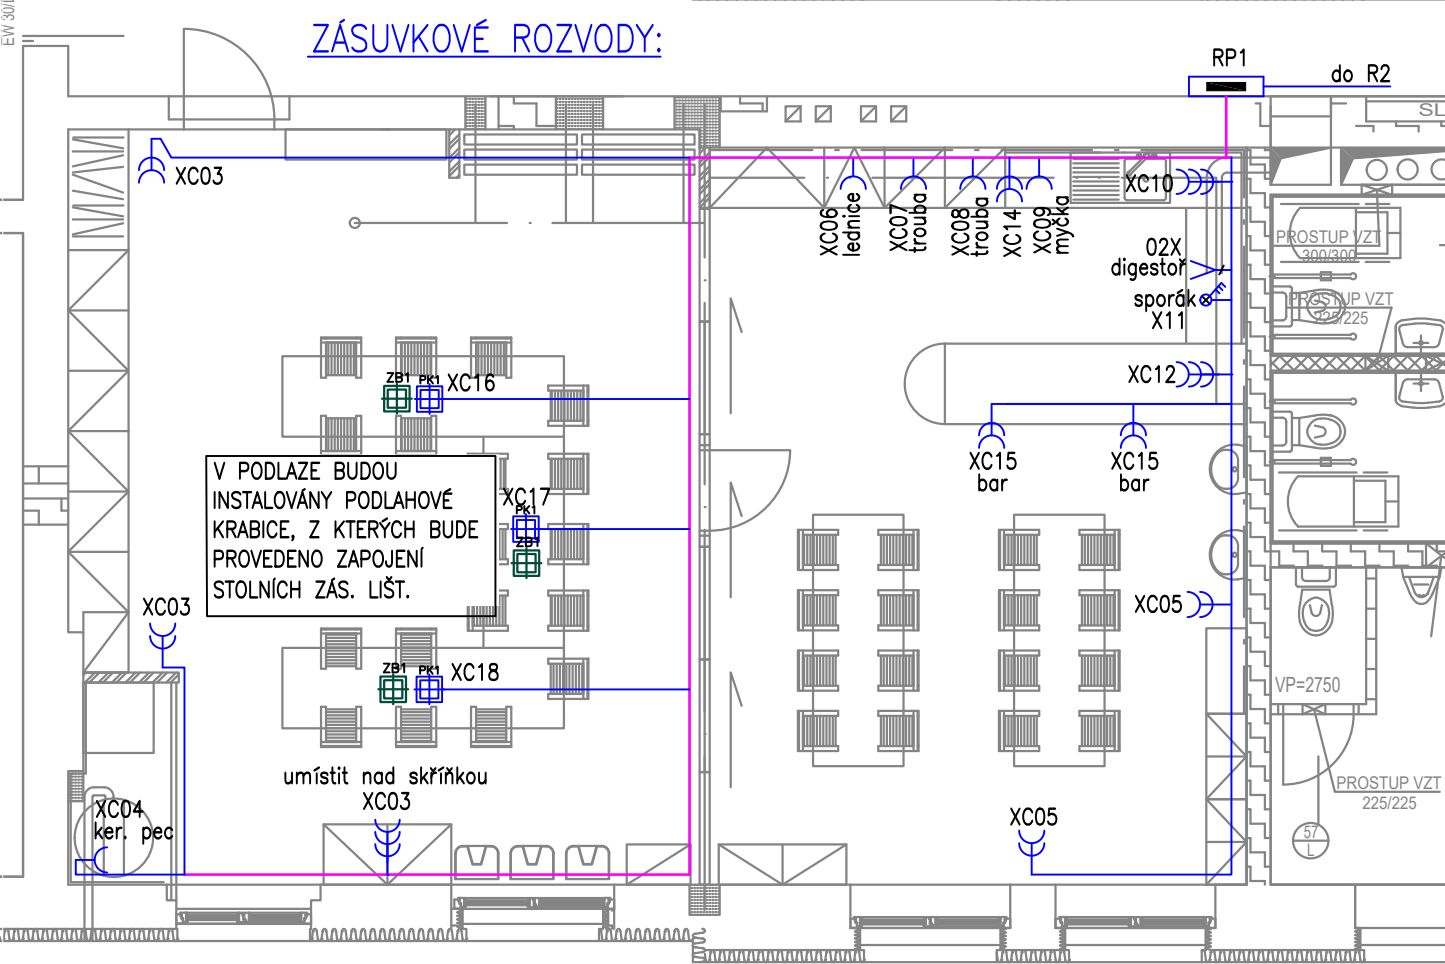 ZÁSUVKOVÉ ROZVODY:
RP1
do R2
SL
XC03
XC06
lednice
XC07
trouba
XC08
trouba
XC14
XC09
myčka
XC10
02X
digestoř
sporák
X11
PROSTUP VZT
300/300
PROSTUP VZT
225/225
XC12
ZB1
PK1
XC16
XC15
bar
XC15
bar
V PODLAZE BUDOU
INSTALOVÁNY PODLAHOVÉ
KRABICE, Z KTERÝCH BUDE
PROVEDENO ZAPOJENÍ
STOLNÍCH ZÁS. LIŠT.
XC17
PK1
ZB1
XC03
XC05
ZB1
PK1
XC18
VP=2750
umístit nad skříňkou
XC03
XC04
ker. pec
XC05
PROSTUP VZT
225/225
57
L